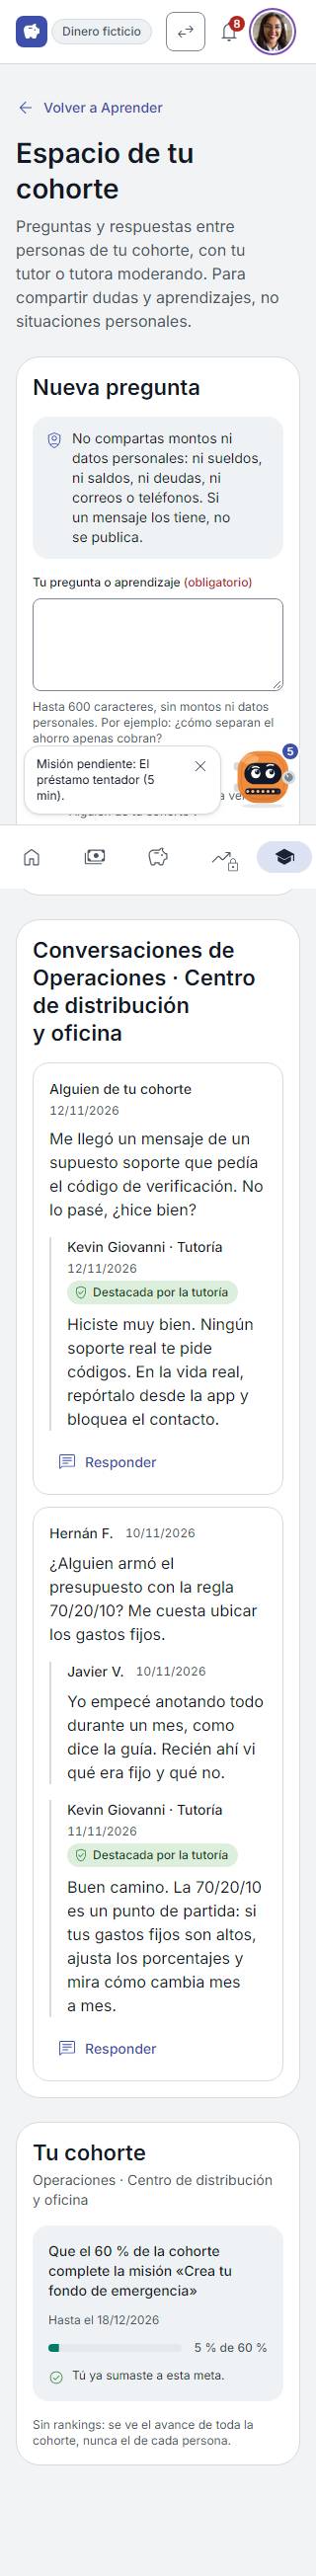 Dinero ficticio
8
Volver a Aprender
Espacio de tu
cohorte
Preguntas y respuestas entre
personas de tu cohorte, con tu
tutor o tutora moderando. Para
compartir dudas y aprendizajes, no
situaciones personales.
Nueva pregunta
No compartas montos ni
datos personales: ni sueldos,
ni saldos, ni deudas, ni
correos o teléfonos. Si
un mensaje los tiene, no
se publica.
Tu pregunta o aprendizaje (obligatorio)
Hasta 600 caracteres, sin montos ni datos
personales. Por ejemplo: ¿cómo separan el
ahorro apenas cobran?
Misión pendiente: El
préstamo tentador (5
min).
5
Conversaciones de
Operaciones · Centro
de distribución
y oficina
Alguien de tu cohorte
12/11/2026
Me llegó un mensaje de un
supuesto soporte que pedía
el código de verificación. No
lo pasé, ¿hice bien?
Kevin Giovanni · Tutoría
12/11/2026
Destacada por la tutoría
Hiciste muy bien. Ningún
soporte real te pide
códigos. En la vida real,
repórtalo desde la app y
bloquea el contacto.
Responder
Hernán F. 10/11/2026
¿Alguien armó el
presupuesto con la regla
70/20/10? Me cuesta ubicar
los gastos fijos.
Javier V. 10/11/2026
Yo empecé anotando todo
durante un mes, como
dice la guía. Recién ahí vi
qué era fijo y qué no.
Kevin Giovanni · Tutoría
11/11/2026
Destacada por la tutoría
Buen camino. La 70/20/10
es un punto de partida: si
tus gastos fijos son altos,
ajusta los porcentajes y
mira cómo cambia mes
a mes.
Responder
Tu cohorte
Operaciones · Centro de distribución
y oficina
Que el 60 % de la cohorte
complete la misión «Crea tu
fondo de emergencia»
Hasta el 18/12/2026
5 % de 60 %
Tú ya sumaste a esta meta.
Sin rankings: se ve el avance de toda la
cohorte, nunca el de cada persona.